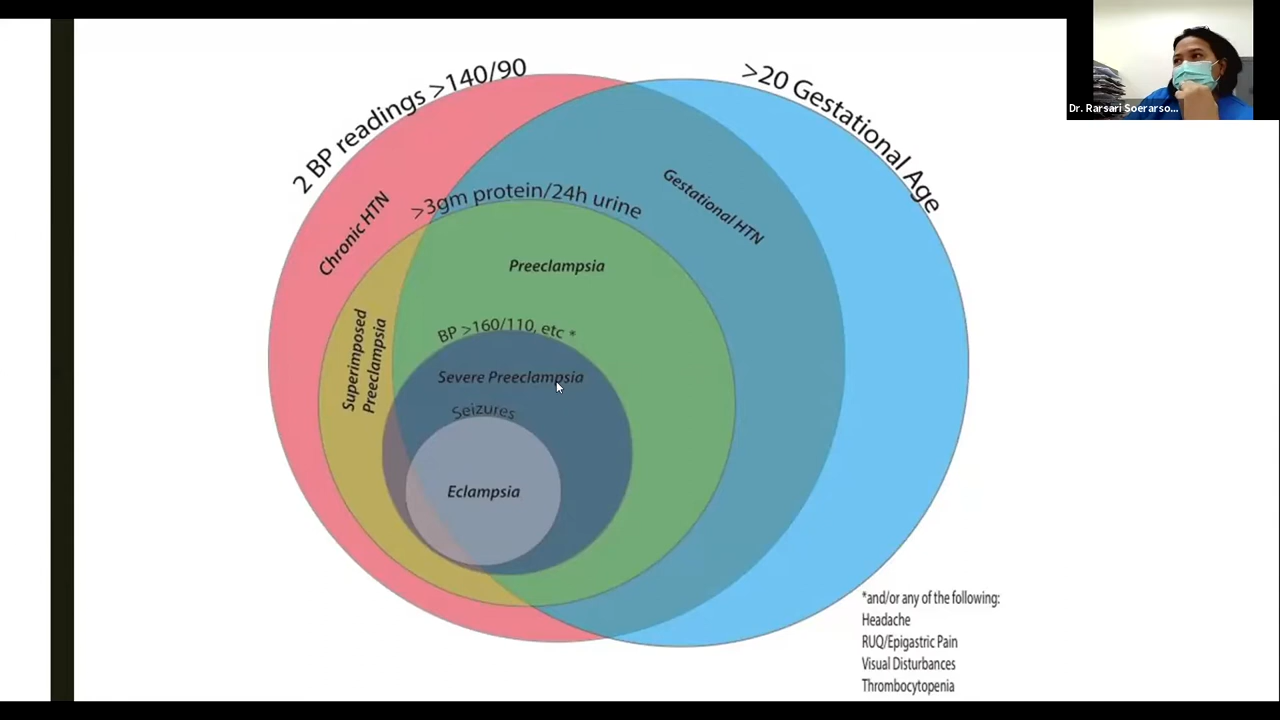 2 BP readings >140/90
>20 Gestational Age
Dr. Rarsari Soerarso...
Chronic HTN
>3gm protein/24h urine
Gestational HTN
Preeclampsia
Superimposed
Preeclampsia
BP >160/110, etc *
Severe Preeclampsia
Seizures
Eclampsia
*and/or any of the following:
Headache
RUQ/Epigastric Pain
Visual Disturbances
Thrombocytopenia